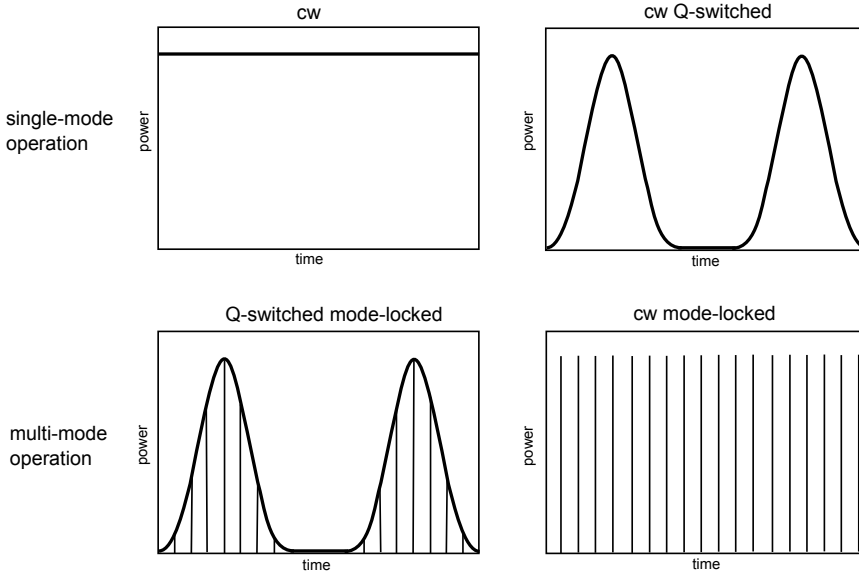 cw
cw Q-switched
single-mode
operation
power
time
power
time
Q-switched mode-locked
cw mode-locked
multi-mode
operation
power
time
power
time